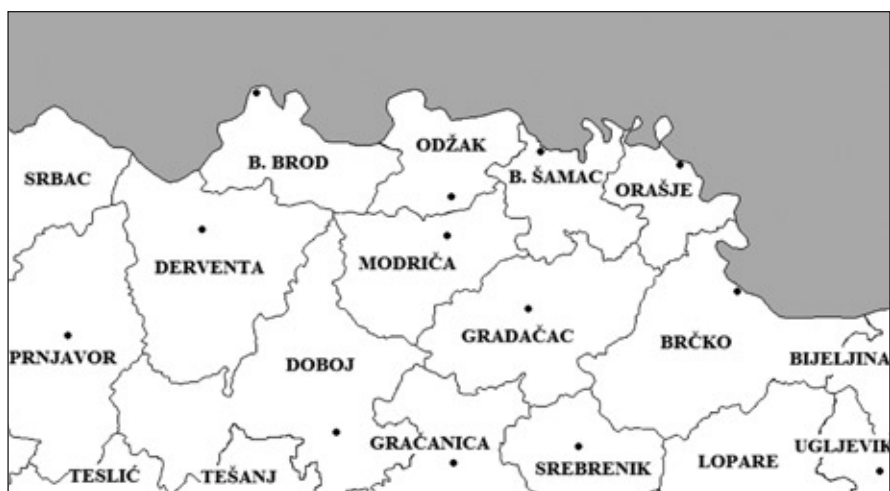 ODŽAK
B. BROD
SRBAC
B. ŠAMAC
ORAŠJE
DERVENTA
MODRIČA
GRADAČAC
BRČKO
PRNJAVOR
DOBOJ
BIJELJINA
GRAČANICA
UGLJEVIK
LOPARE
SREBRENIK
TESLIĆ
TEŠANJ